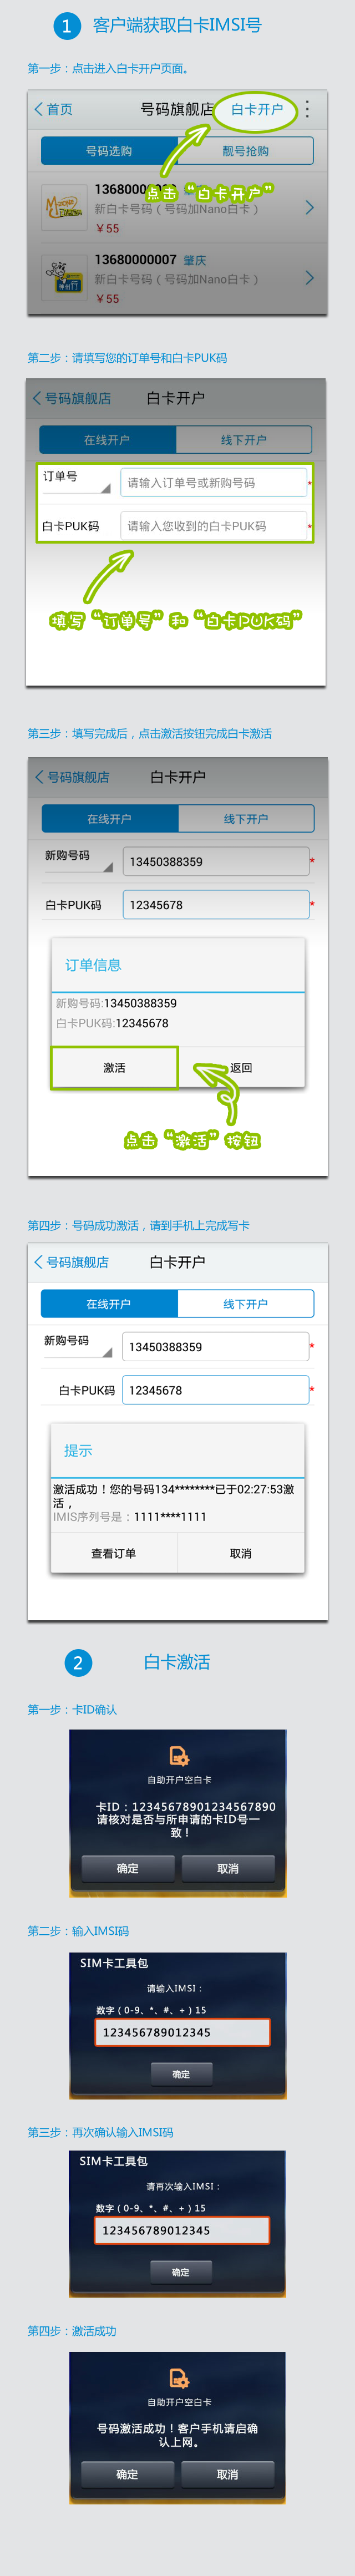 1 客户端获取白卡IMSI号
第一步：点击进入白卡开户页面。
首页 号码旗舰店 白卡开户
号码选购 靓号抢购
点击“白卡开户”
新白卡号码（号码加Nano白卡）
￥55
13680000007 肇庆
新白卡号码（号码加Nano白卡）
￥55
第二步：请填写您的订单号和白卡PUK码
号码旗舰店 白卡开户
在线开户 线下开户
订单号 请输入订单号或新购号码 *
白卡PUK码 请输入您收到的白卡PUK码 *
填写“订单号”和“白卡PUK码”
第三步：填写完成后，点击激活按钮完成白卡激活
号码旗舰店 白卡开户
在线开户 线下开户
新购号码 13450388359 *
白卡PUK码 12345678 *
订单信息
新购号码:13450388359
白卡PUK码:12345678
激活 返回
点击“激活”按钮
第四步：号码成功激活，请到手机上完成写卡
号码旗舰店 白卡开户
在线开户 线下开户
新购号码 13450388359 *
白卡PUK码 12345678 *
提示
激活成功！您的号码134********已于02:27:53激
活，
IMIS序列号是：1111****1111
查看订单 取消
2 白卡激活
第一步：卡ID确认
自助开户空白卡
卡ID：12345678901234567890
请核对是否与所申请的卡ID号一
致！
确定 取消
第二步：输入IMSI码
SIM卡工具包
请输入IMSI：
数字（0-9、*、#、+）15
123456789012345
确定
第三步：再次确认输入IMSI码
SIM卡工具包
请再次输入IMSI：
数字（0-9、*、#、+）15
123456789012345
确定
第四步：激活成功
自助开户空白卡
号码激活成功！客户手机请启确
认上网。
确定 取消